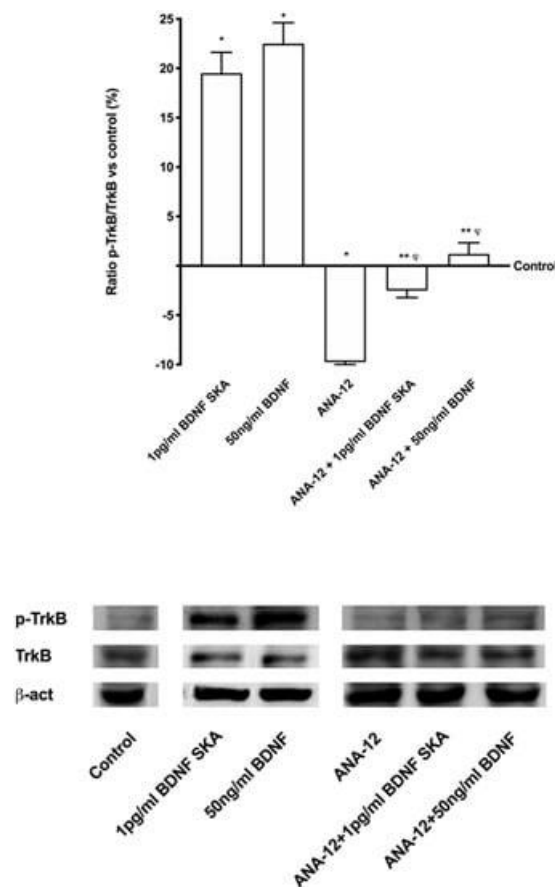 Ratio p-TrkB/TrkB vs control (%)
25
20
15
10
5
0
-5
-10
*
*
*
** φ
** φ
Control
1pg/ml BDNF SKA
50ng/ml BDNF
ANA-12
ANA-12 + 1pg/ml BDNF SKA
ANA-12 + 50ng/ml BDNF
p-TrkB
TrkB
β-act
Control
1pg/ml BDNF SKA
50ng/ml BDNF
ANA-12
ANA-12+1pg/ml BDNF SKA
ANA-12+50ng/ml BDNF